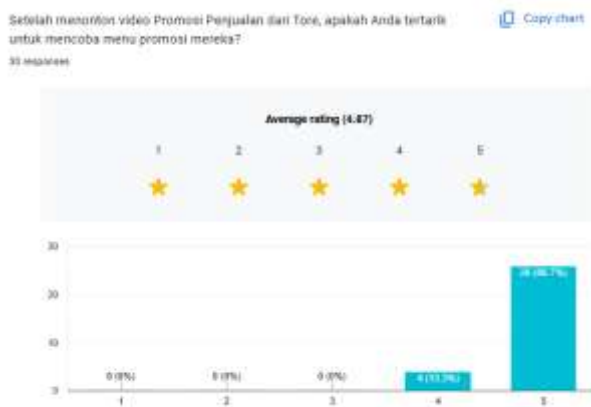 Setelah menonton video Promosi Penjualan dari Tore, apakah Anda tertarik
untuk mencoba menu promosi mereka?
Copy chart
30 responses
Average rating (4.87)
1 2 3 4 5
30
20
10
0
0 (0%) 0 (0%) 0 (0%) 4 (13.3%) 26 (86.7%)
1 2 3 4 5